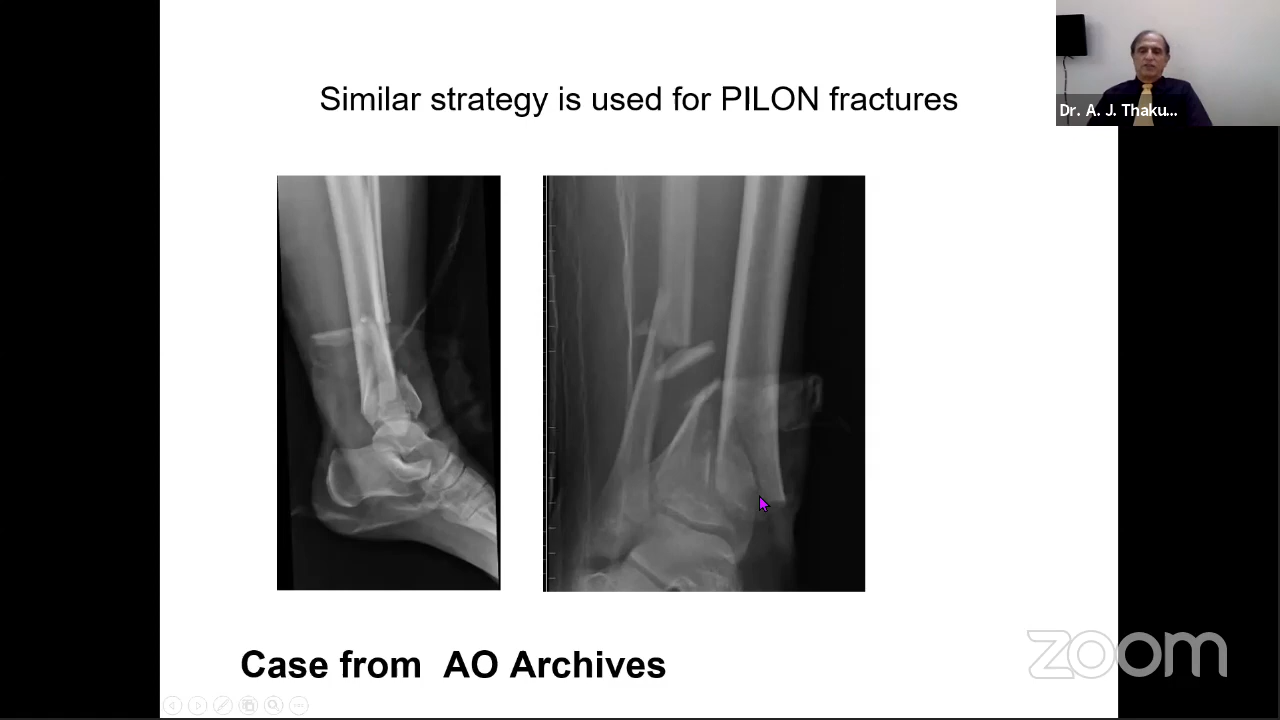 Similar strategy is used for PILON fractures
Dr. A. J. Thaku...
Case from AO Archives
zoom